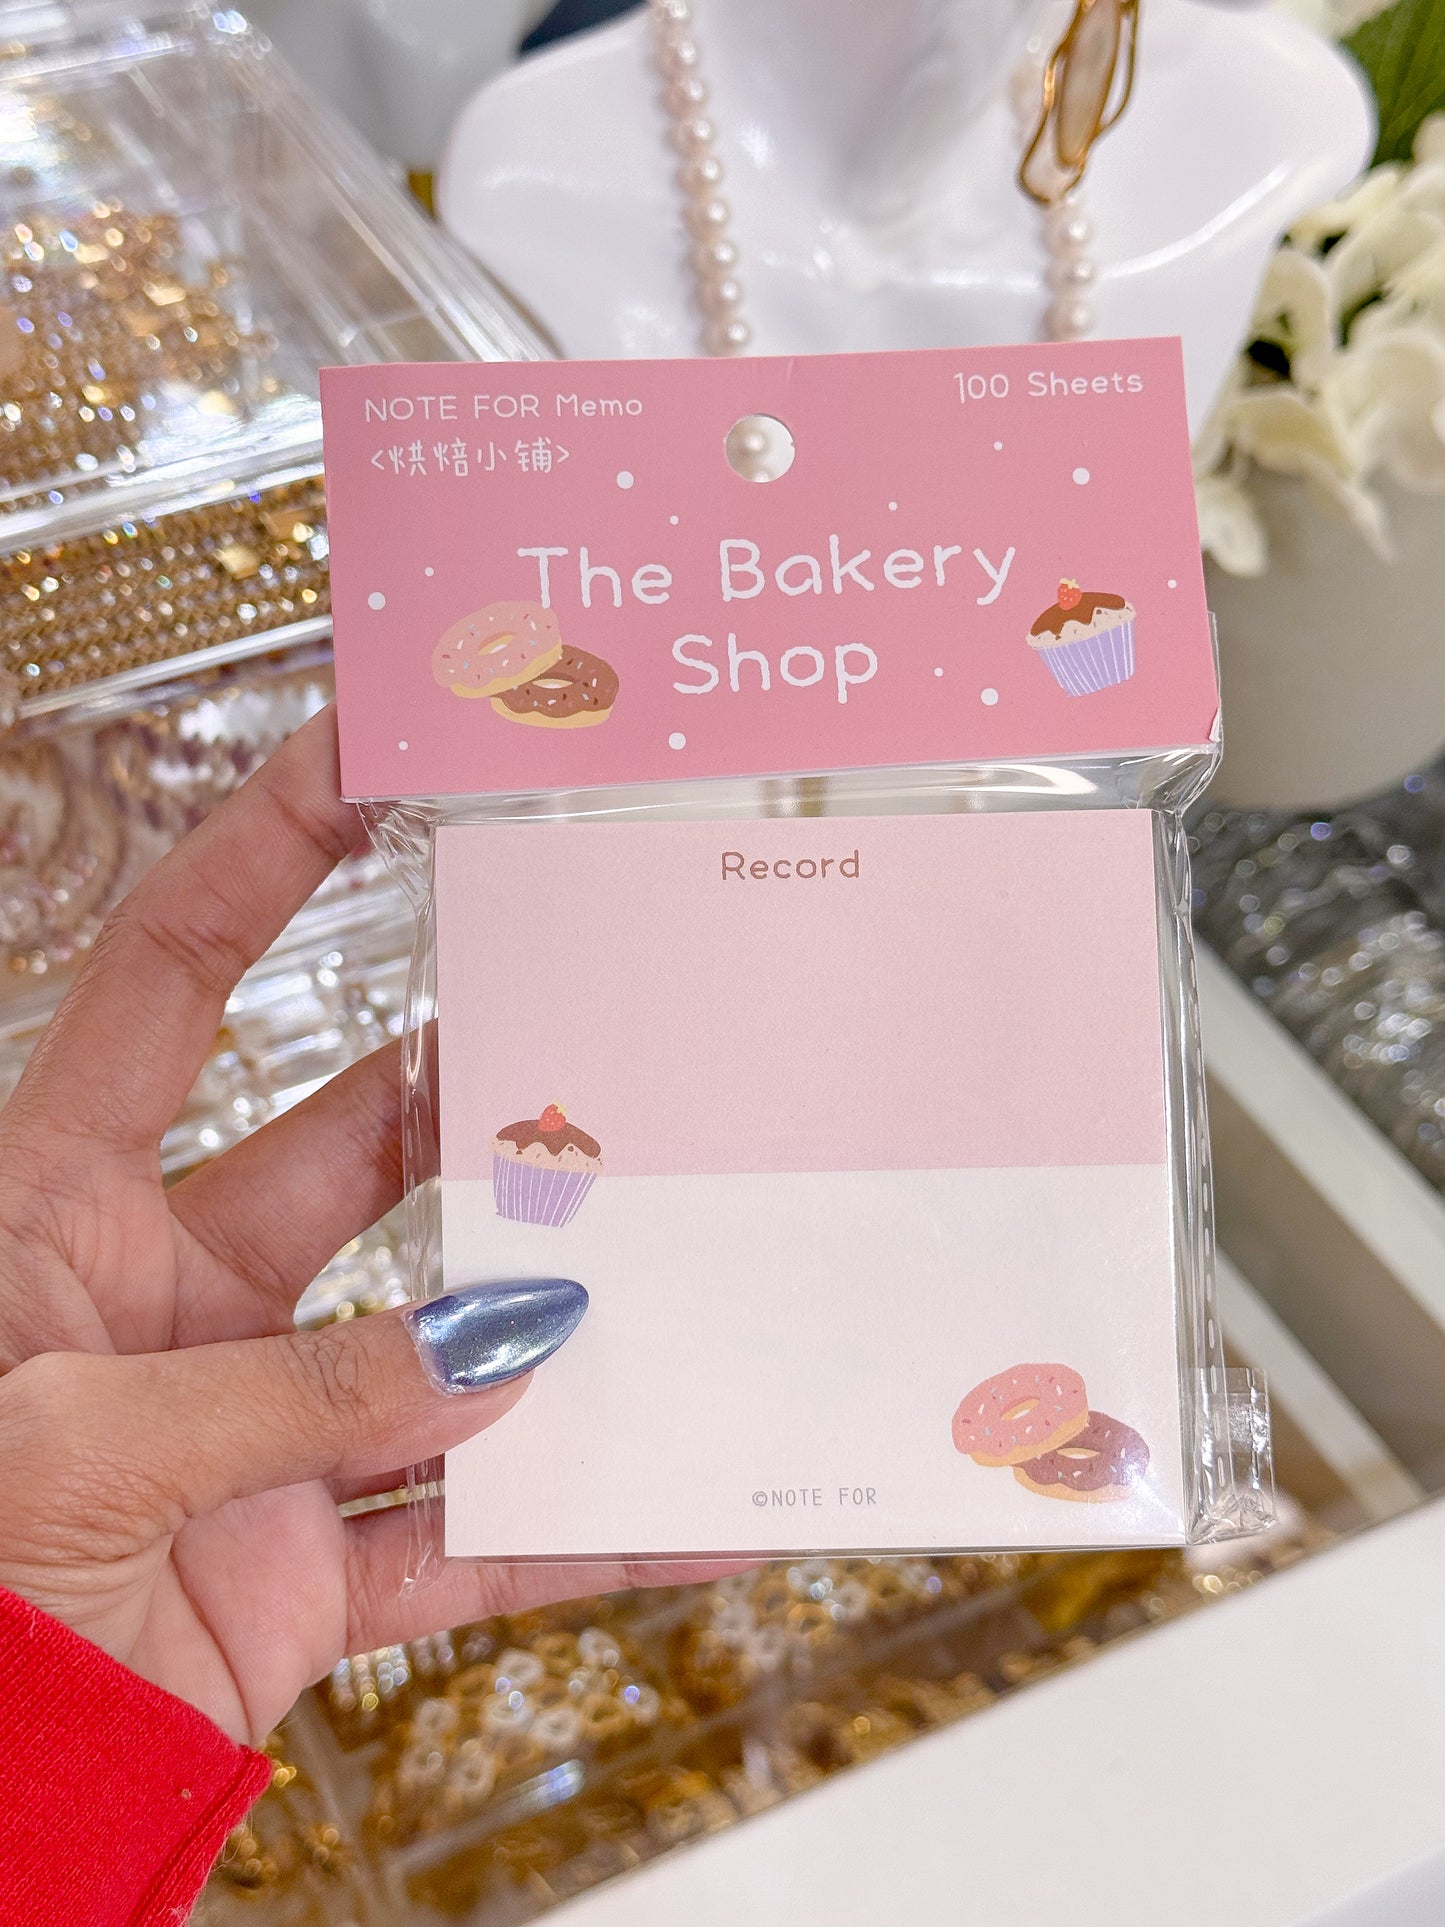 NOTE FOR Memo
100 Sheets
<烘焙小铺>
The Bakery
Shop
Record
©NOTE FOR